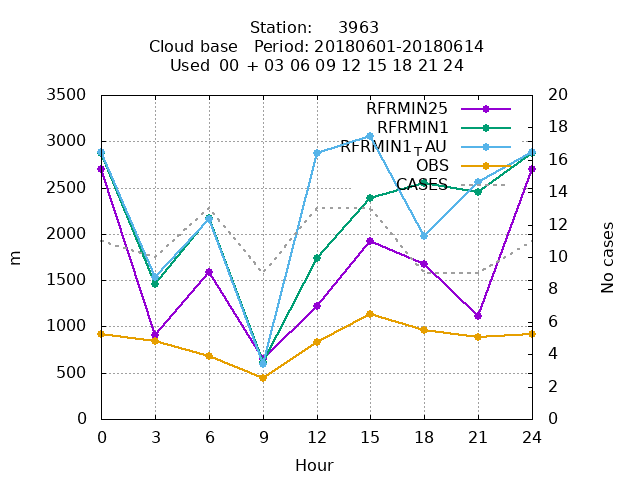 Station: 3963
Cloud base Period: 20180601-20180614
Used 00 + 03 06 09 12 15 18 21 24
3500 20
RFRMIN25
18
RFRMIN1
3000 RFRMIN1TAU
16
OBS
2500 CASES 14
12
2000
10
1500
8
1000 6
4
500
2
0 0
m
No cases
0 3 6 9 12 15 18 21 24
Hour